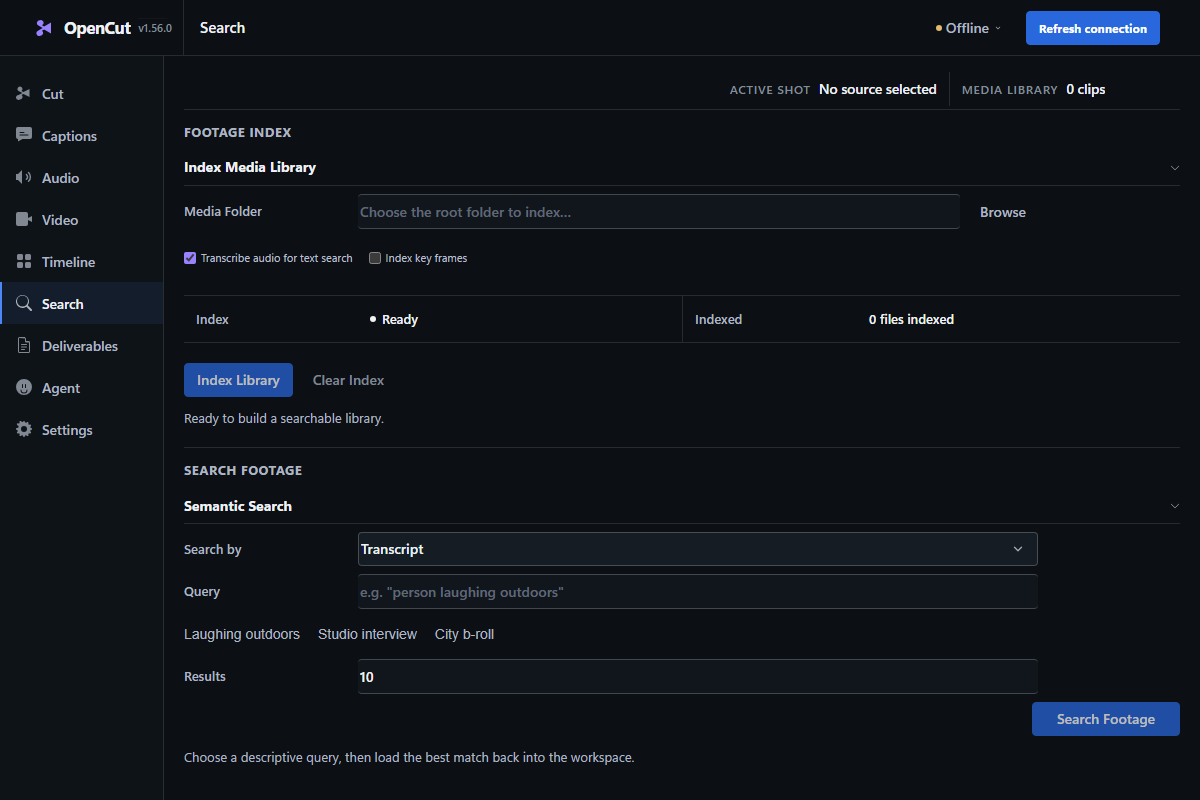 OpenCut v1.56.0
Search
Offline
Refresh connection
Cut
Captions
Audio
Video
Timeline
Search
Deliverables
Agent
Settings
ACTIVE SHOT No source selected
MEDIA LIBRARY 0 clips
FOOTAGE INDEX
Index Media Library
Media Folder
Choose the root folder to index...
Browse
Transcribe audio for text search
Index key frames
Index
Ready
Indexed
0 files indexed
Index Library
Clear Index
Ready to build a searchable library.
SEARCH FOOTAGE
Semantic Search
Search by
Transcript
Query
e.g. "person laughing outdoors"
Laughing outdoors
Studio interview
City b-roll
Results
10
Search Footage
Choose a descriptive query, then load the best match back into the workspace.